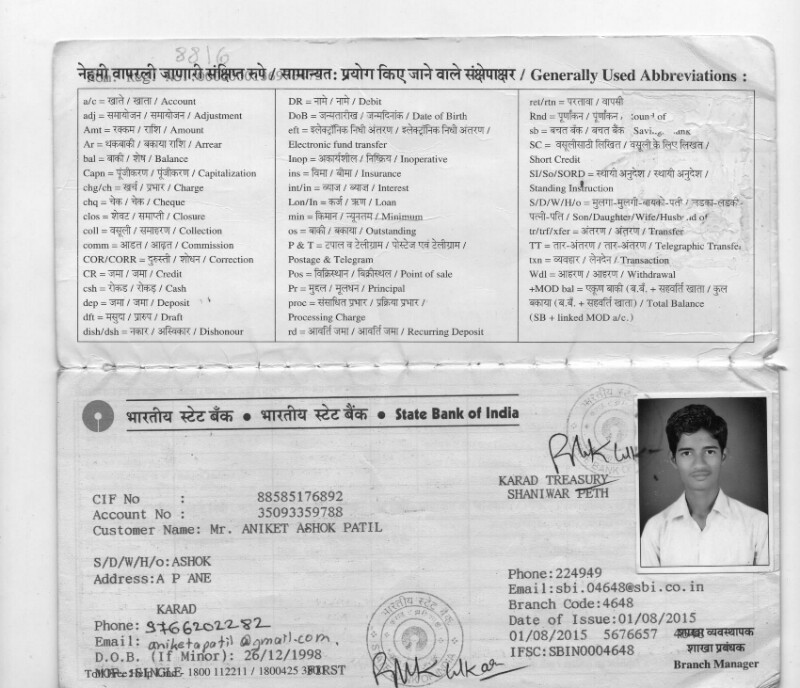 8816
नेहमी वापरली जाणारी संक्षिप्त रुपे / सामान्यत: प्रयोग किए जाने वाले संक्षेपाक्षर / Generally Used Abbreviations :
a/c = खाते / खाता / Account
adj = समायोजन / समायोजन / Adjustment
Amt = रक्कम / राशि / Amount
Ar = थकबाकी / बकाया राशि / Arrear
bal = बाकी / शेष / Balance
Capn = पूंजीकरण / पूंजीकरण / Capitalization
chg/ch = खर्च / प्रभार / Charge
chq = चेक / चेक / Cheque
clos = शेवट / समाप्ती / Closure
coll = वसूली / समाहरण / Collection
comm = आडत / आढ़त / Commission
COR/CORR = दुरुस्ती / शोधन / Correction
CR = जमा / जमा / Credit
csh = रोकड / रोकड़ / Cash
dep = जमा / जमा / Deposit
dft = मसुदा / प्रारुप / Draft
dish/dsh = नकार / अस्विकार / Dishonour
DR = नामे / नामे / Debit
DoB = जन्मतारीख / जन्मदिनांक / Date of Birth
eft = इलेक्ट्रॉनिक निधी अंतरण / इलेक्ट्रॉनिक निधी अंतरण /
Electronic fund transfer
Inop = अकार्यशील / निष्क्रिय / Inoperative
ins = विमा / बीमा / Insurance
int/in = व्याज / ब्याज / Interest
Lon/In = कर्ज / ऋण / Loan
min = किमान / न्यूनतम / Minimum
os = बाकी / बकाया / Outstanding
P & T = टपाल व टेलीग्राम / पोस्टेज एवं टेलीग्राम /
Postage & Telegram
Pos = विक्रिस्थान / बिक्रीस्थल / Point of sale
Pr = मुद्दल / मूलधन / Principal
proc = संसाधित प्रभार / प्रक्रिया प्रभार /
Processing Charge
rd = आवर्ति जमा / आवर्ति जमा / Recurring Deposit
ret/rtn = परतावा / वापसी
Rnd = पूर्णांकन / पूर्णांकन / of
sb = बचत बँक / बचत बैंक
SC = वसूलीसाठी लिखित / वसूली के लिए लिखत /
Short Credit
SI/So/SORD = स्थायी अनुदेश / स्थायी अनुदेश /
Standing Instruction
S/D/W/H/o = मुलगा-मुलगी-बायको-पती / लडका-लडकी-
पत्नी-पति / Son/Daughter/Wife/Husband of
tr/trf/xfer = अंतरण / अंतरण / Transfer
TT = तार-अंतरण / तार-अंतरण / Telegraphic Transfer
txn = व्यवहार / लेनदेन / Transaction
Wdl = आहरण / आहरण / Withdrawal
+MOD bal = एकूण बाकी (ब.बँ. + सहवर्ति खाता / कुल
बकाया (ब.बैं. + सहवर्ति खाता) / Total Balance
(SB + linked MOD a/c.)
भारतीय स्टेट बँक ● भारतीय स्टेट बैंक ● State Bank of India
KARAD TREASURY
SHANIWAR PETH
CIF No : 88585176892
Account No : 35093359788
Customer Name: Mr. ANIKET ASHOK PATIL
S/D/W/H/o:ASHOK
Address:A P ANE
KARAD
Phone: 9766202282
Email: aniketapatil@gmail.com.
D.O.B. (If Minor): 26/12/1998
MOP: SINGLE 1800 112211 / 1800425 FIRST
Phone:224949
Email:sbi.04648@sbi.co.in
Branch Code:4648
Date of Issue:01/08/2015
01/08/2015 5676657
शाखा व्यवस्थापक
IFSC:SBIN0004648
शाखा प्रबंधक
Branch Manager
भारतीय स्टेट बँक